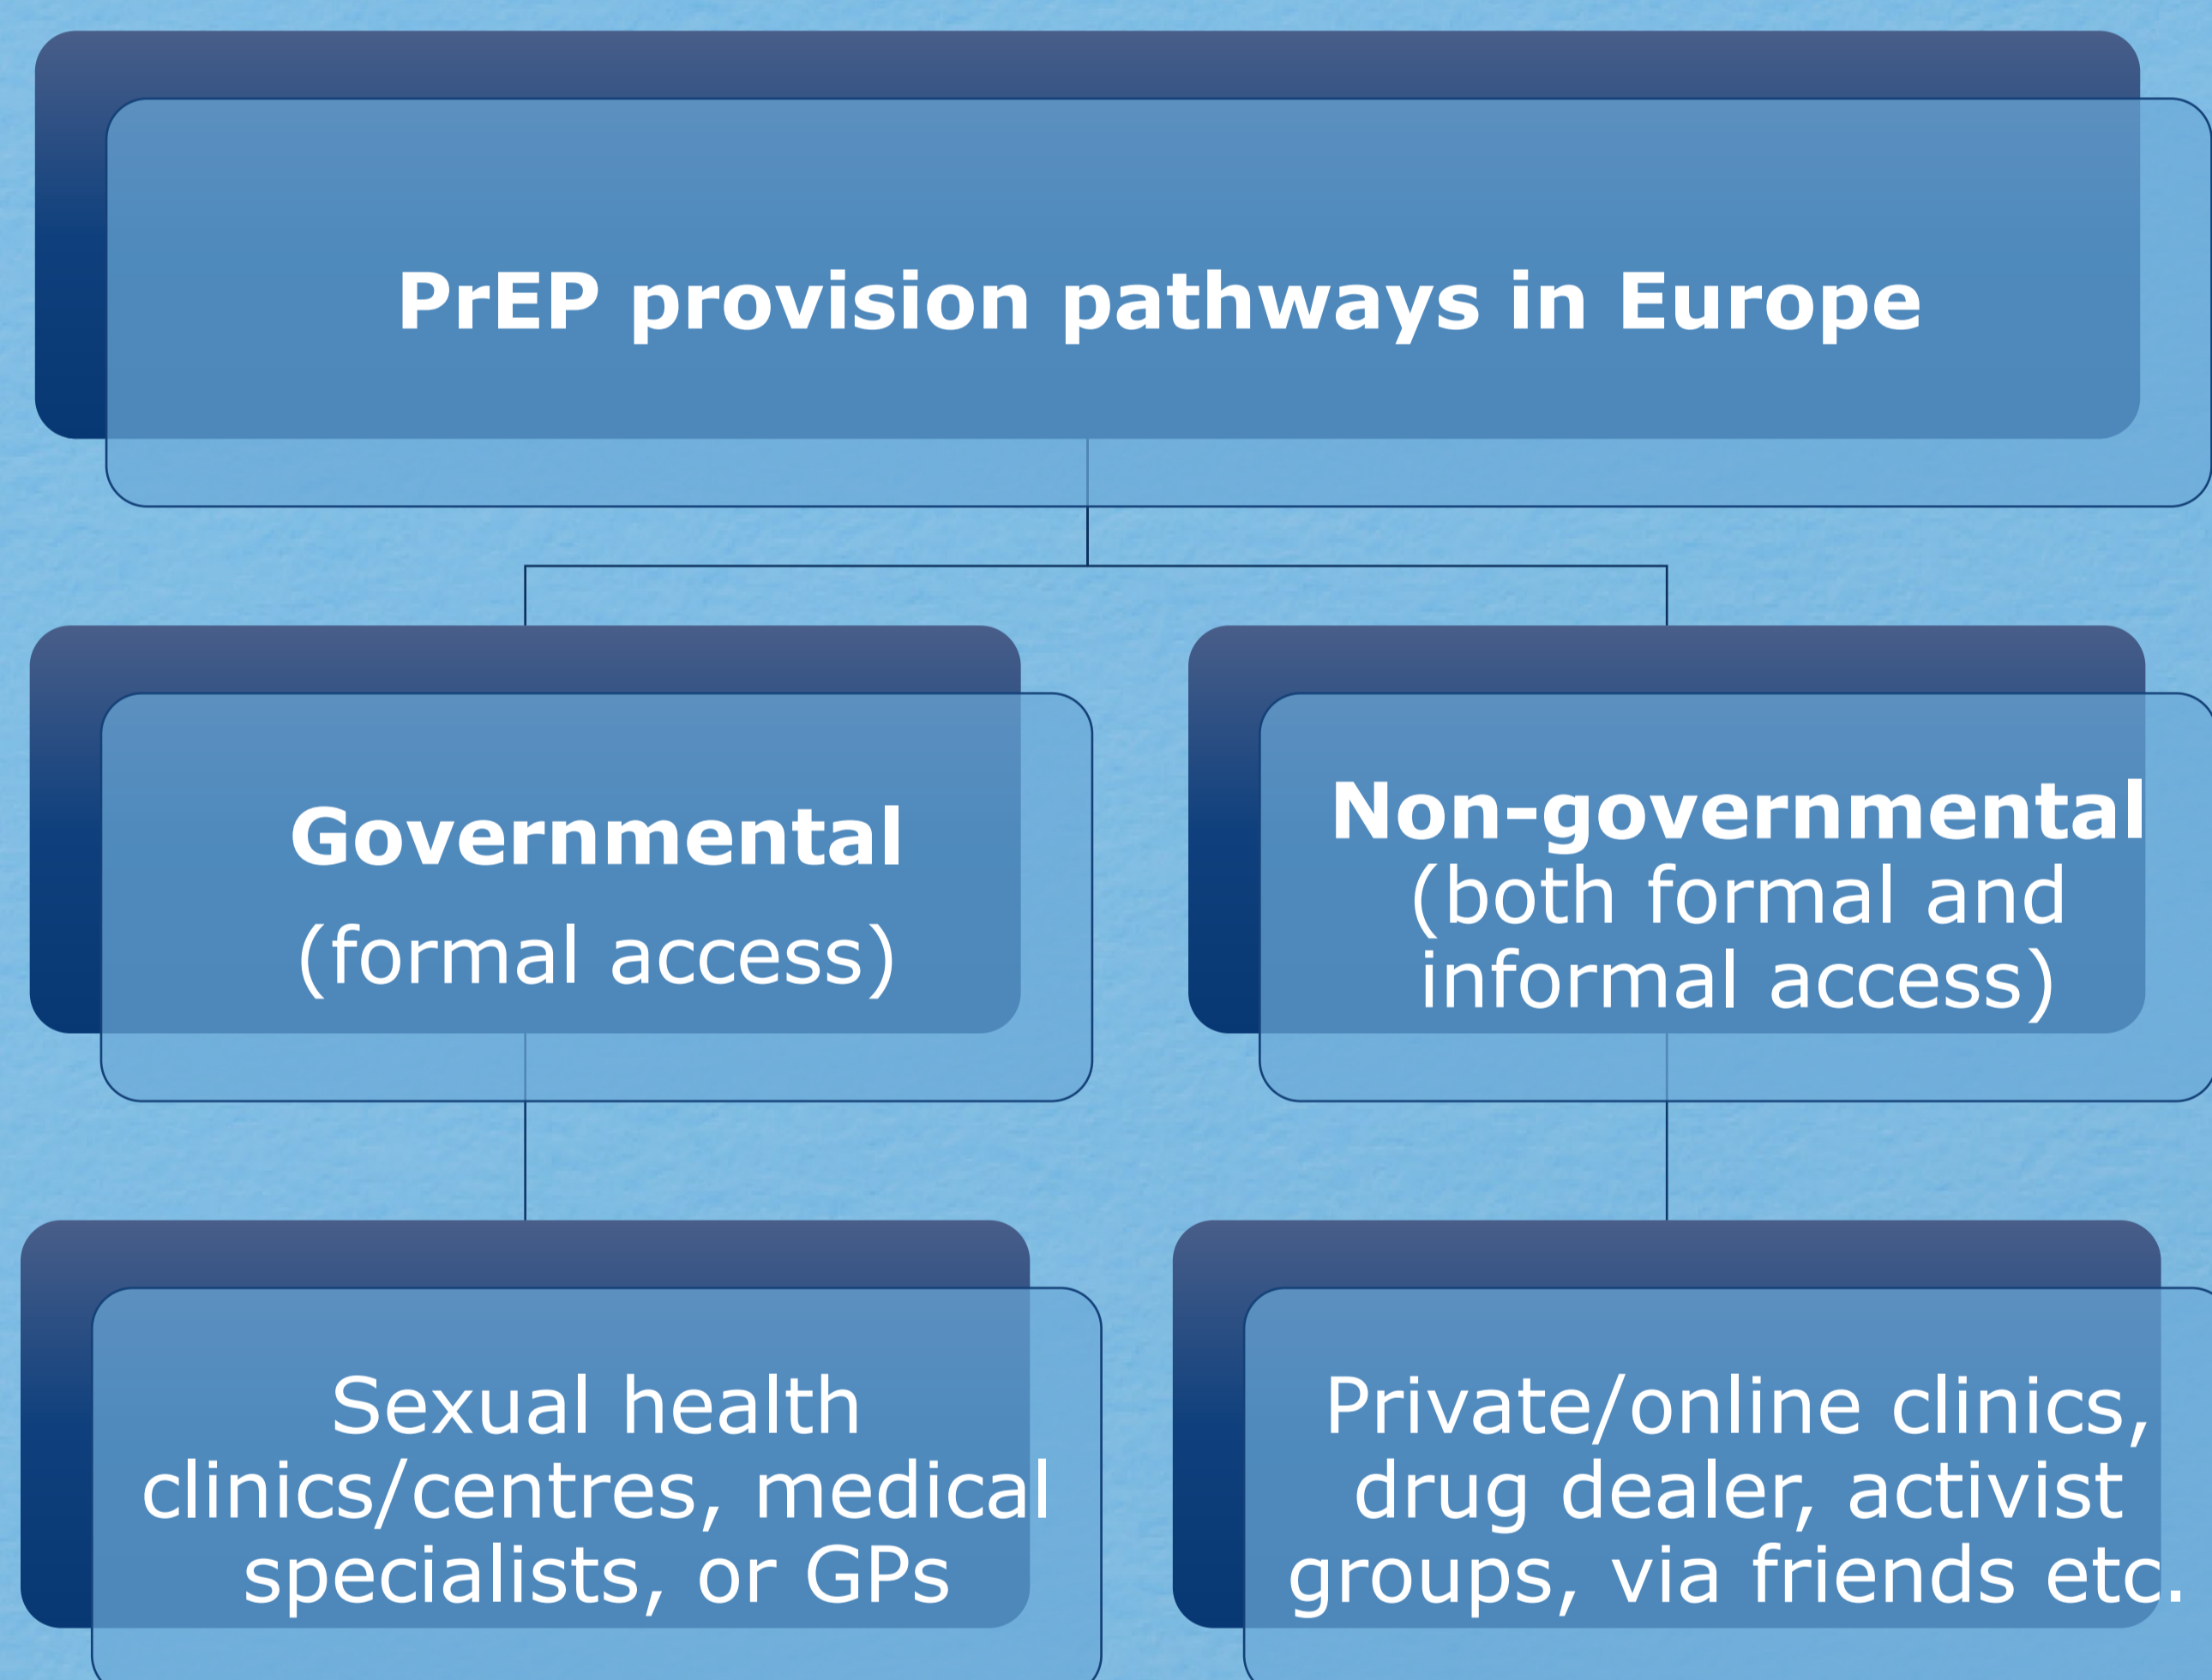 PrEP provision pathways in Europe
Governmental
(formal access)
Non-governmental
(both formal and
informal access)
Sexual health
clinics/centres, medical
specialists, or GPs
Private/online clinics,
drug dealer, activist
groups, via friends etc.